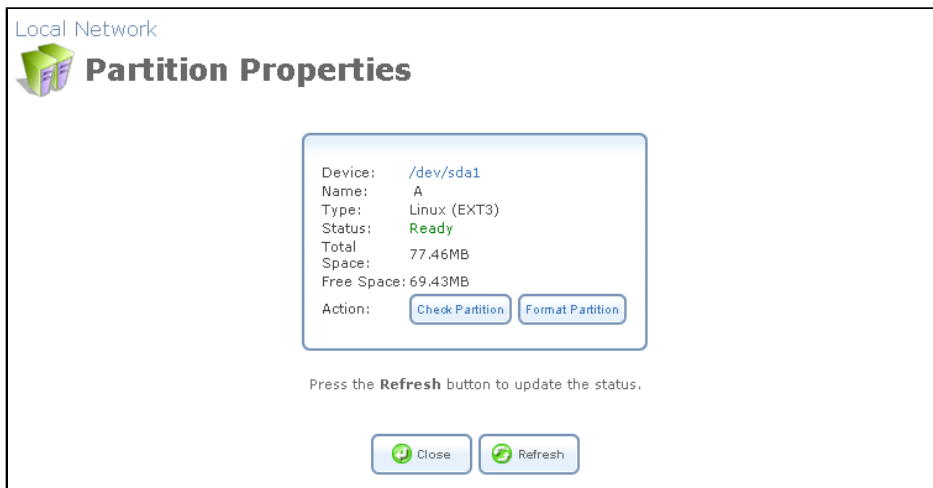 Local Network
Partition Properties
Device: /dev/sda1
Name: A
Type: Linux (EXT3)
Status: Ready
Total
Space: 77.46MB
Free Space: 69.43MB
Action: Check Partition Format Partition
Press the Refresh button to update the status.
Close Refresh